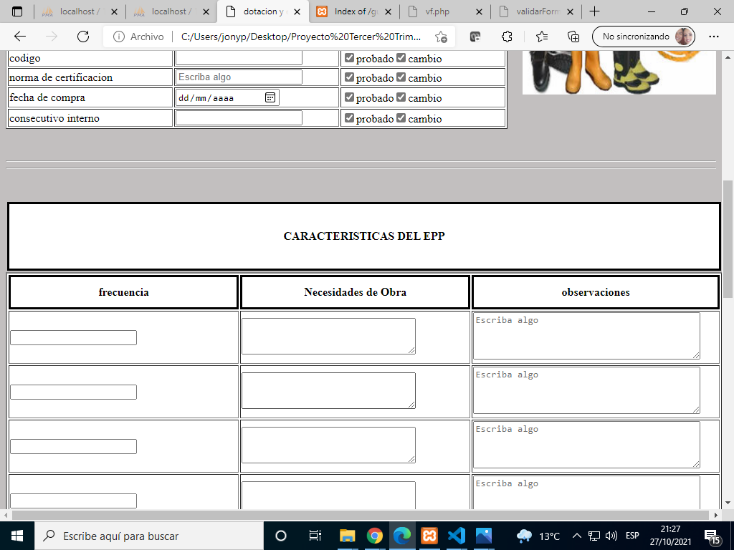 localhost /
localhost /
dotacion y
Index of /g
vf.php
validarForm
Archivo
C:/Users/jonyp/Desktop/Proyecto%20Tercer%20Trim...
No sincronizando
codigo
probado cambio
norma de certificacion
Escriba algo
probado cambio
fecha de compra
dd/mm/aaaa
probado cambio
consecutivo interno
probado cambio
CARACTERISTICAS DEL EPP
frecuencia
Necesidades de Obra
observaciones
Escriba algo
Escriba algo
Escriba algo
Escriba algo
Escribe aquí para buscar
13°C
ESP
21:27
27/10/2021
15